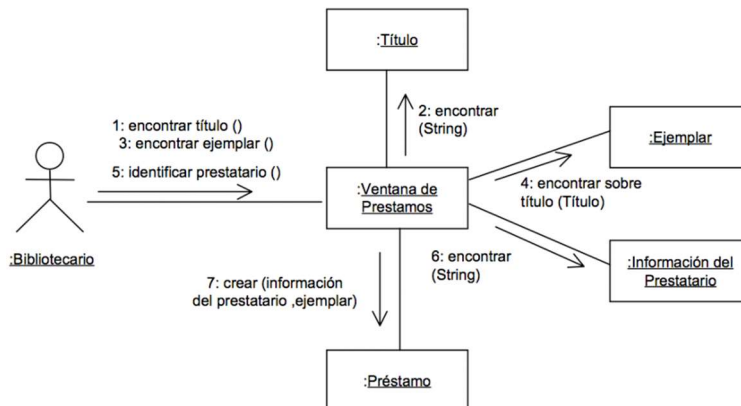 :Título
1: encontrar título ()
3: encontrar ejemplar ()
5: identificar prestatario ()
2: encontrar
(String)
:Ejemplar
:Ventana de
Prestamos
4: encontrar sobre
título (Título)
:Bibliotecario
6: encontrar
(String)
:Información del
Prestatario
7: crear (información
del prestatario ,ejemplar)
:Préstamo